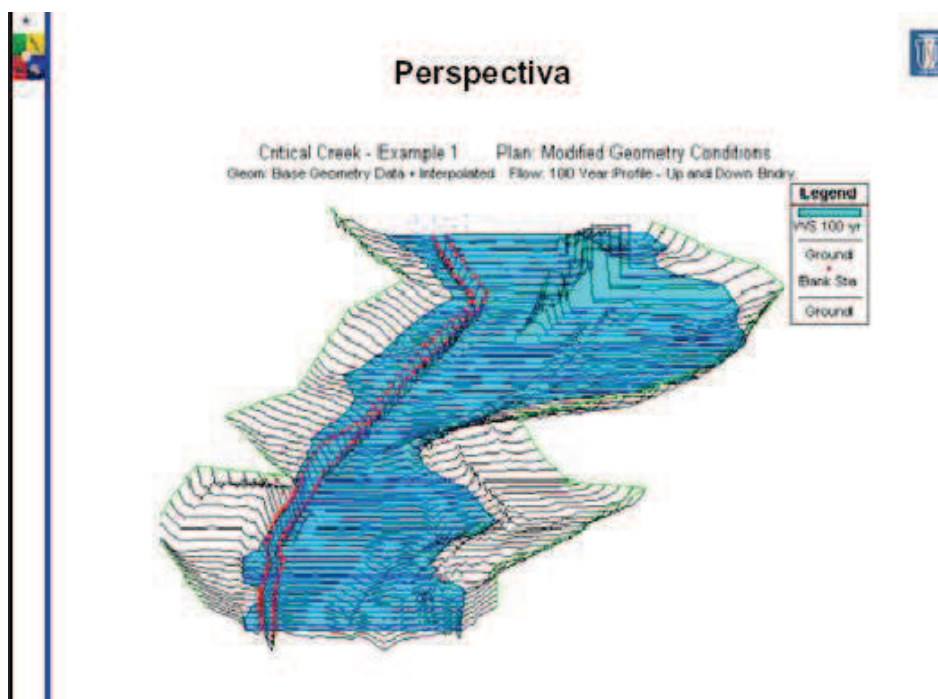 Perspectiva
Critical Creek - Example 1 Plan: Modified Geometry Conditions
Geom: Base Geometry Data + Interpolated Flow: 100 Year Profile - Up and Down Bndry
Legend
WS 100 yr
Ground
Bank Sta
Ground